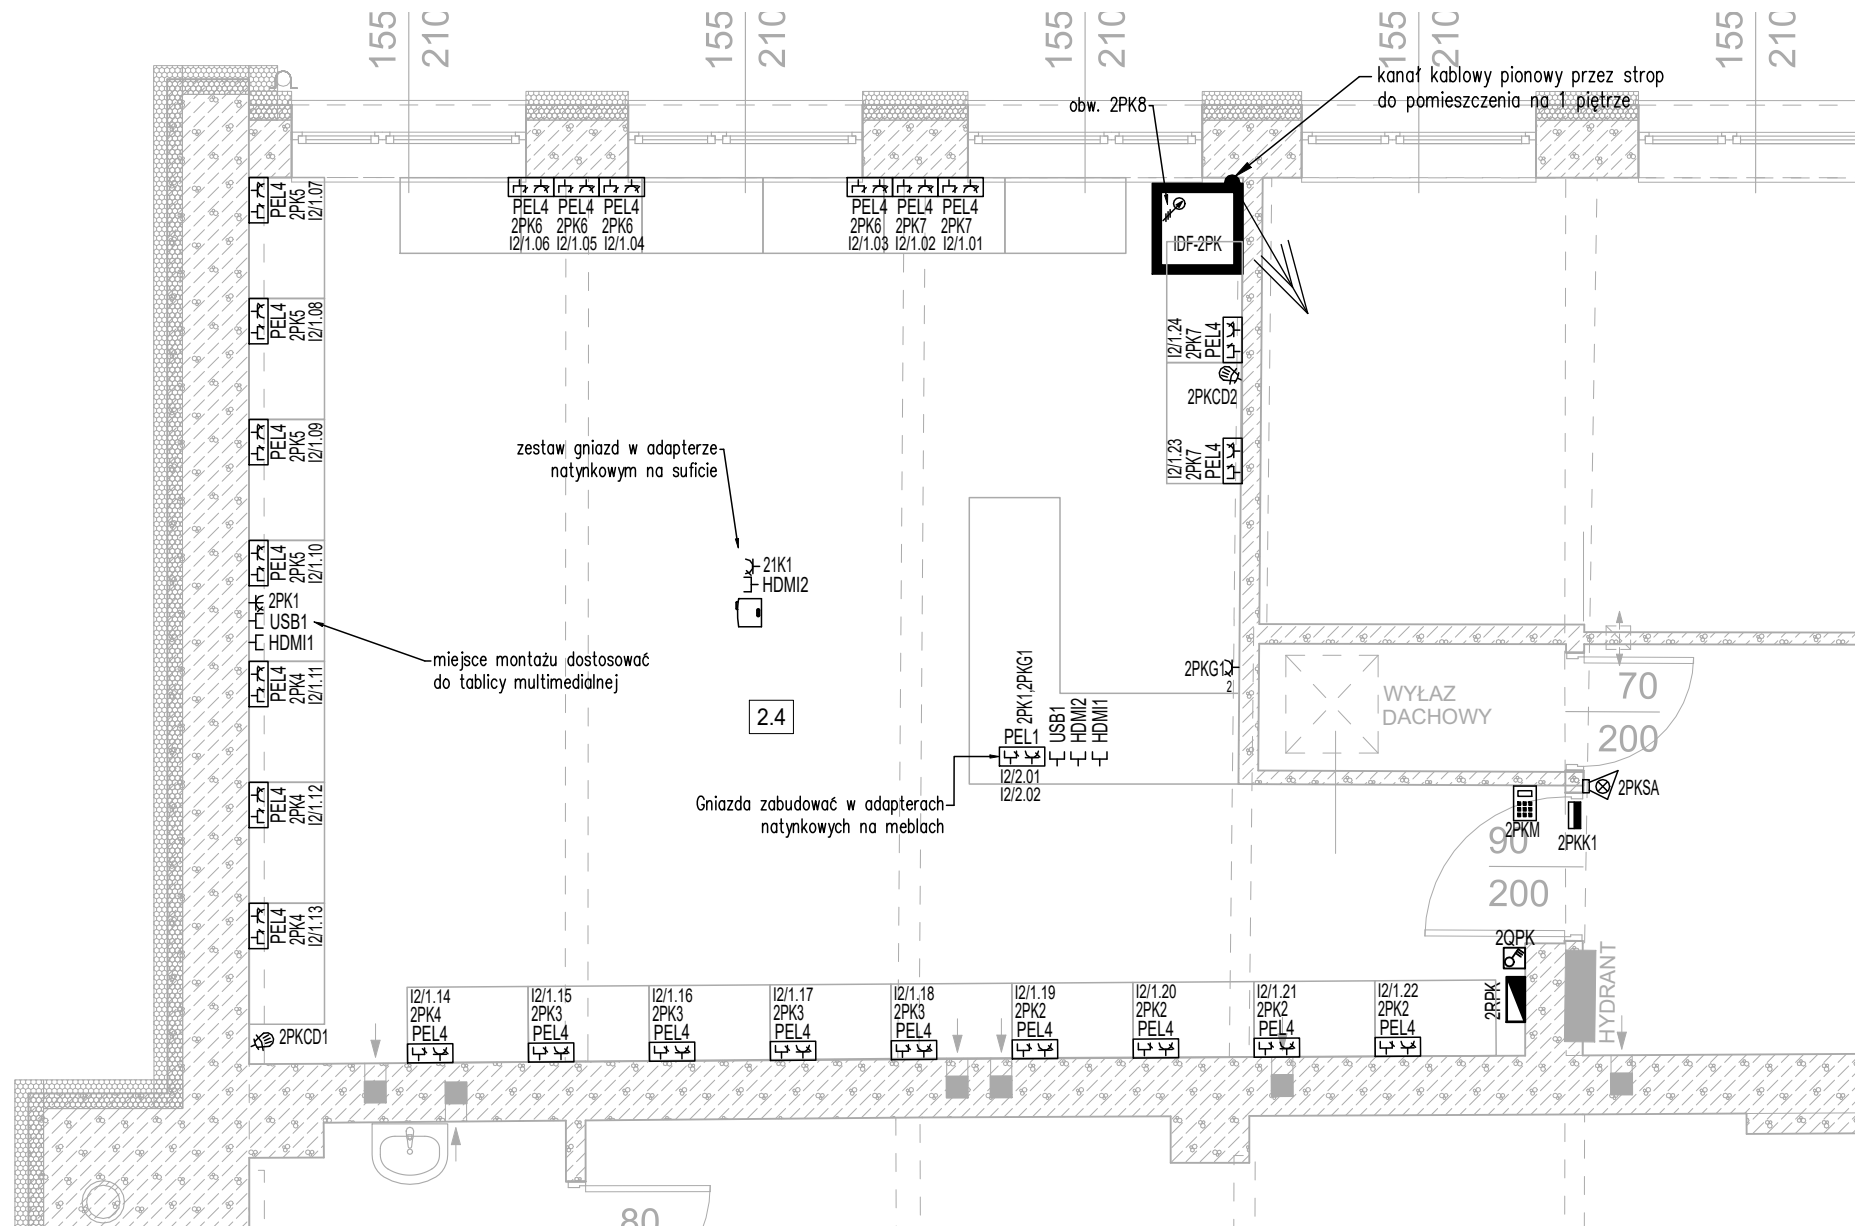 155
210
155
210
155
210
155
210
155
210
kanał kablowy pionowy przez strop
do pomieszczenia na 1 piętrze
obw. 2PK8
IDF-2PK
PEL4
2PK5
I2/1.07
PEL4
2PK6
I2/1.06
PEL4
2PK6
I2/1.05
PEL4
2PK6
I2/1.04
PEL4
2PK6
I2/1.03
PEL4
2PK7
I2/1.02
PEL4
2PK7
I2/1.01
PEL4
2PK5
I2/1.08
I2/1.24
2PK7
PEL4
2PKCD2
PEL4
2PK5
I2/1.09
I2/1.23
2PK7
PEL4
zestaw gniazd w adapterze
natynkowym na suficie
21K1
HDMI2
PEL4
2PK5
I2/1.10
2PK1
USB1
HDMI1
miejsce montażu dostosować
do tablicy multimedialnej
PEL4
2PK4
I2/1.11
2.4
2PKG1
2
PEL1
2PK1,2PKG1
USB1
HDMI2
HDMI1
I2/2.01
I2/2.02
Gniazda zabudować w adapterach
natynkowych na meblach
WYŁAZ
DACHOWY
70
200
2PKSA
2PKM
2PKK1
90
200
PEL4
2PK4
I2/1.12
PEL4
2PK4
I2/1.13
2QPK
2RPK
HYDRANT
2PKCD1
I2/1.14
2PK4
PEL4
I2/1.15
2PK3
PEL4
I2/1.16
2PK3
PEL4
I2/1.17
2PK3
PEL4
I2/1.18
2PK3
PEL4
I2/1.19
2PK2
PEL4
I2/1.20
2PK2
PEL4
I2/1.21
2PK2
PEL4
I2/1.22
2PK2
PEL4
80